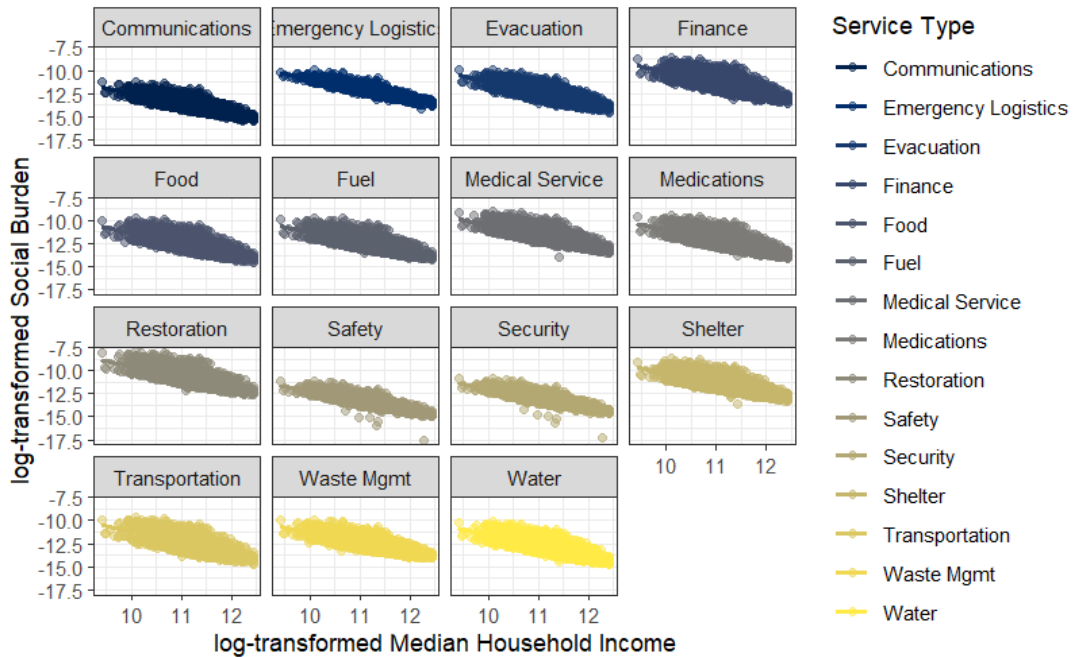 Communications
Emergency Logistics
Evacuation
Finance
-7.5
-10.0
-12.5
-15.0
-17.5
Food
Fuel
Medical Service
Medications
-7.5
-10.0
-12.5
-15.0
-17.5
Restoration
Safety
Security
Shelter
-7.5
-10.0
-12.5
-15.0
-17.5
10 11 12
Transportation
Waste Mgmt
Water
-7.5
-10.0
-12.5
-15.0
-17.5
10 11 12
10 11 12
10 11 12
log-transformed Social Burden
log-transformed Median Household Income
Service Type
Communications
Emergency Logistics
Evacuation
Finance
Food
Fuel
Medical Service
Medications
Restoration
Safety
Security
Shelter
Transportation
Waste Mgmt
Water